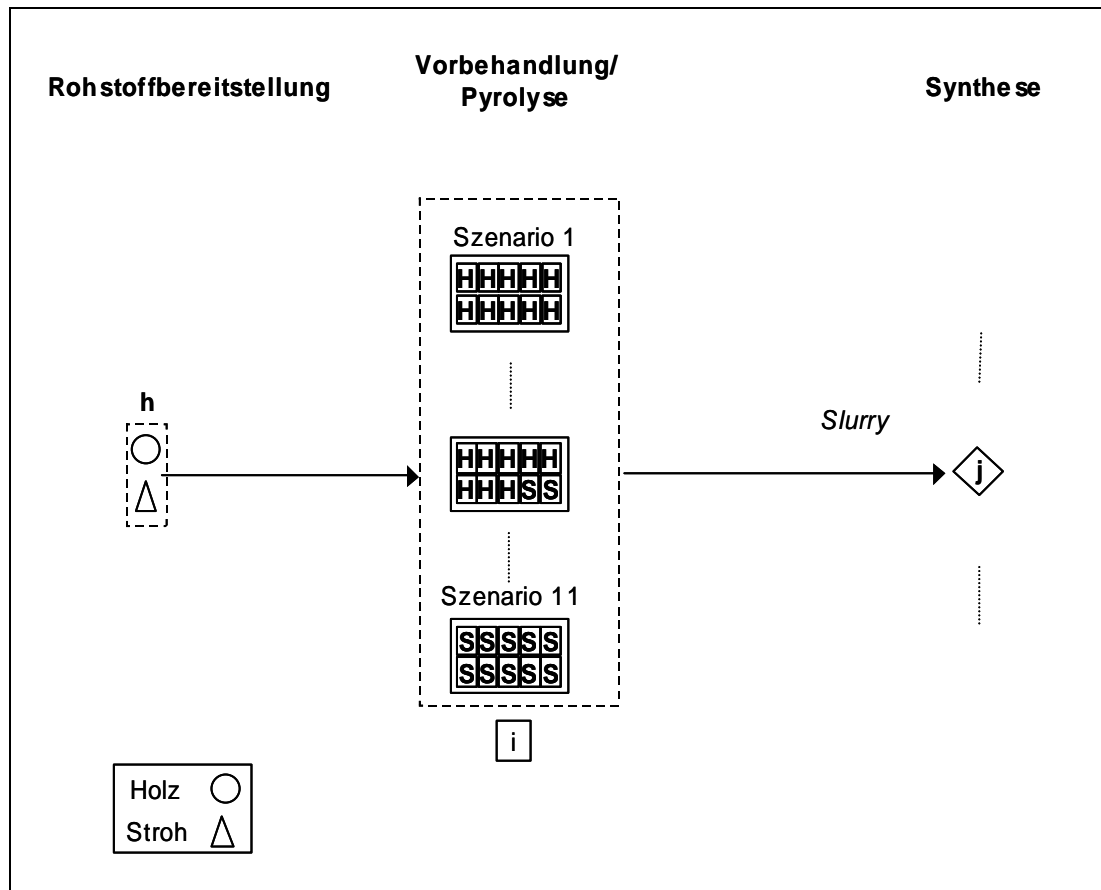 Rohstoffbereitstellung
Vorbehandlung/
Pyrolyse
Synthese
Szenario 1
HHHHH
HHHHH
h
HHHHH
HHHSS
Slurry
j
Szenario 11
SSSSS
SSSSS
i
Holz
Stroh